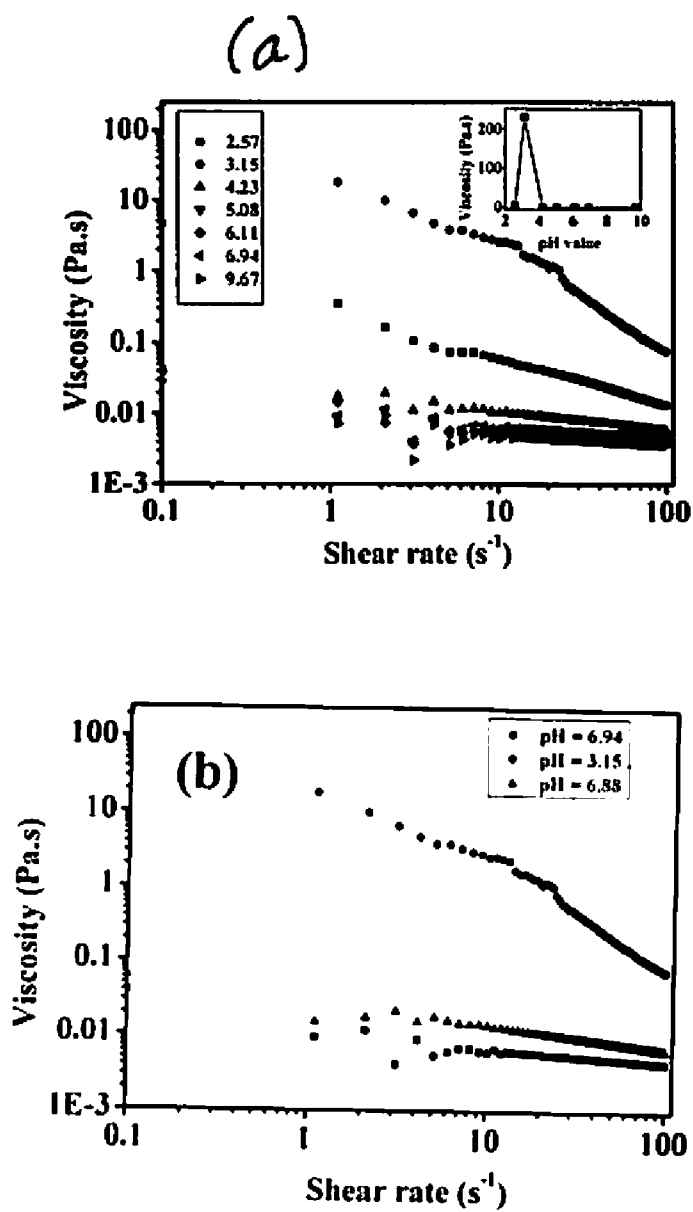 (a)
100
10
1
0.1
0.01
1E-3
Viscosity (Pa.s)
2.57
3.15
4.23
5.08
6.11
6.94
9.67
200
100
0
Viscosity (Pa.s)
2 4 6 8 10
pH value
0.1 1 10 100
Shear rate (s-1)
(b)
100
10
1
0.1
0.01
1E-3
Viscosity (Pa.s)
pH = 6.94
pH = 3.15
pH = 6.88
0.1 1 10 100
Shear rate (s-1)